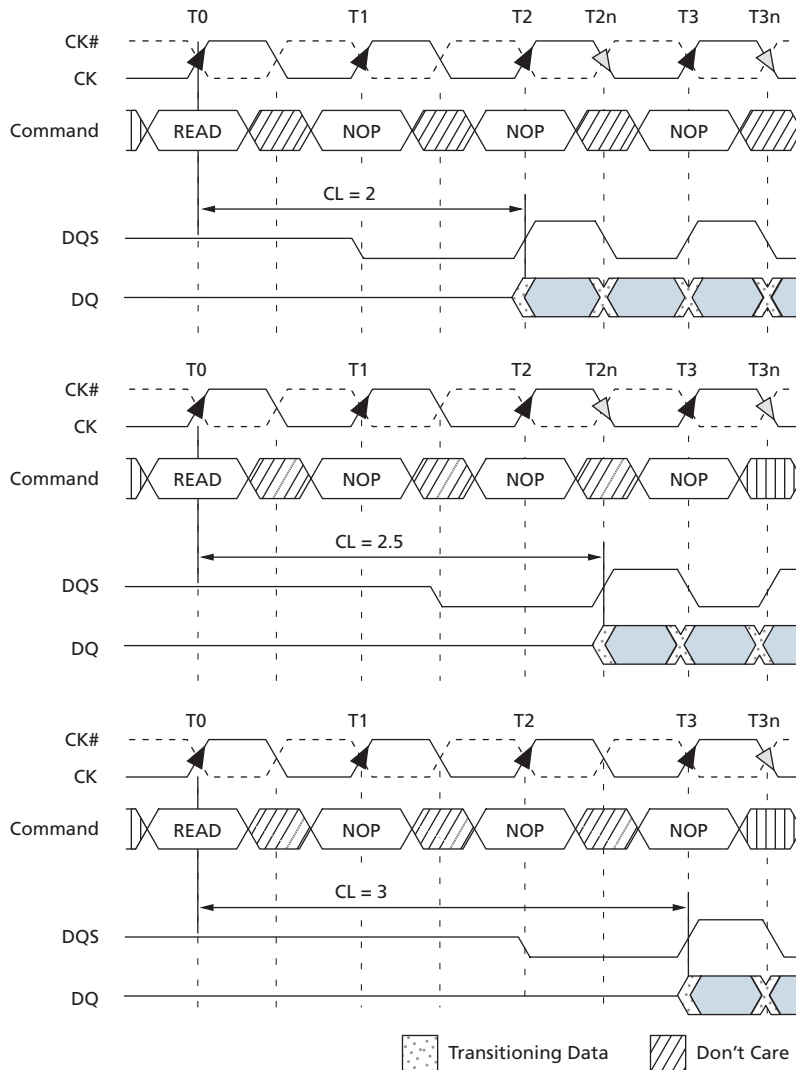 T0 T1 T2 T2n T3 T3n
CK#
CK
Command READ NOP NOP NOP
CL = 2
DQS
DQ
T0 T1 T2 T2n T3 T3n
CK#
CK
Command READ NOP NOP NOP
CL = 2.5
DQS
DQ
T0 T1 T2 T3 T3n
CK#
CK
Command READ NOP NOP NOP
CL = 3
DQS
DQ
Transitioning Data Don't Care